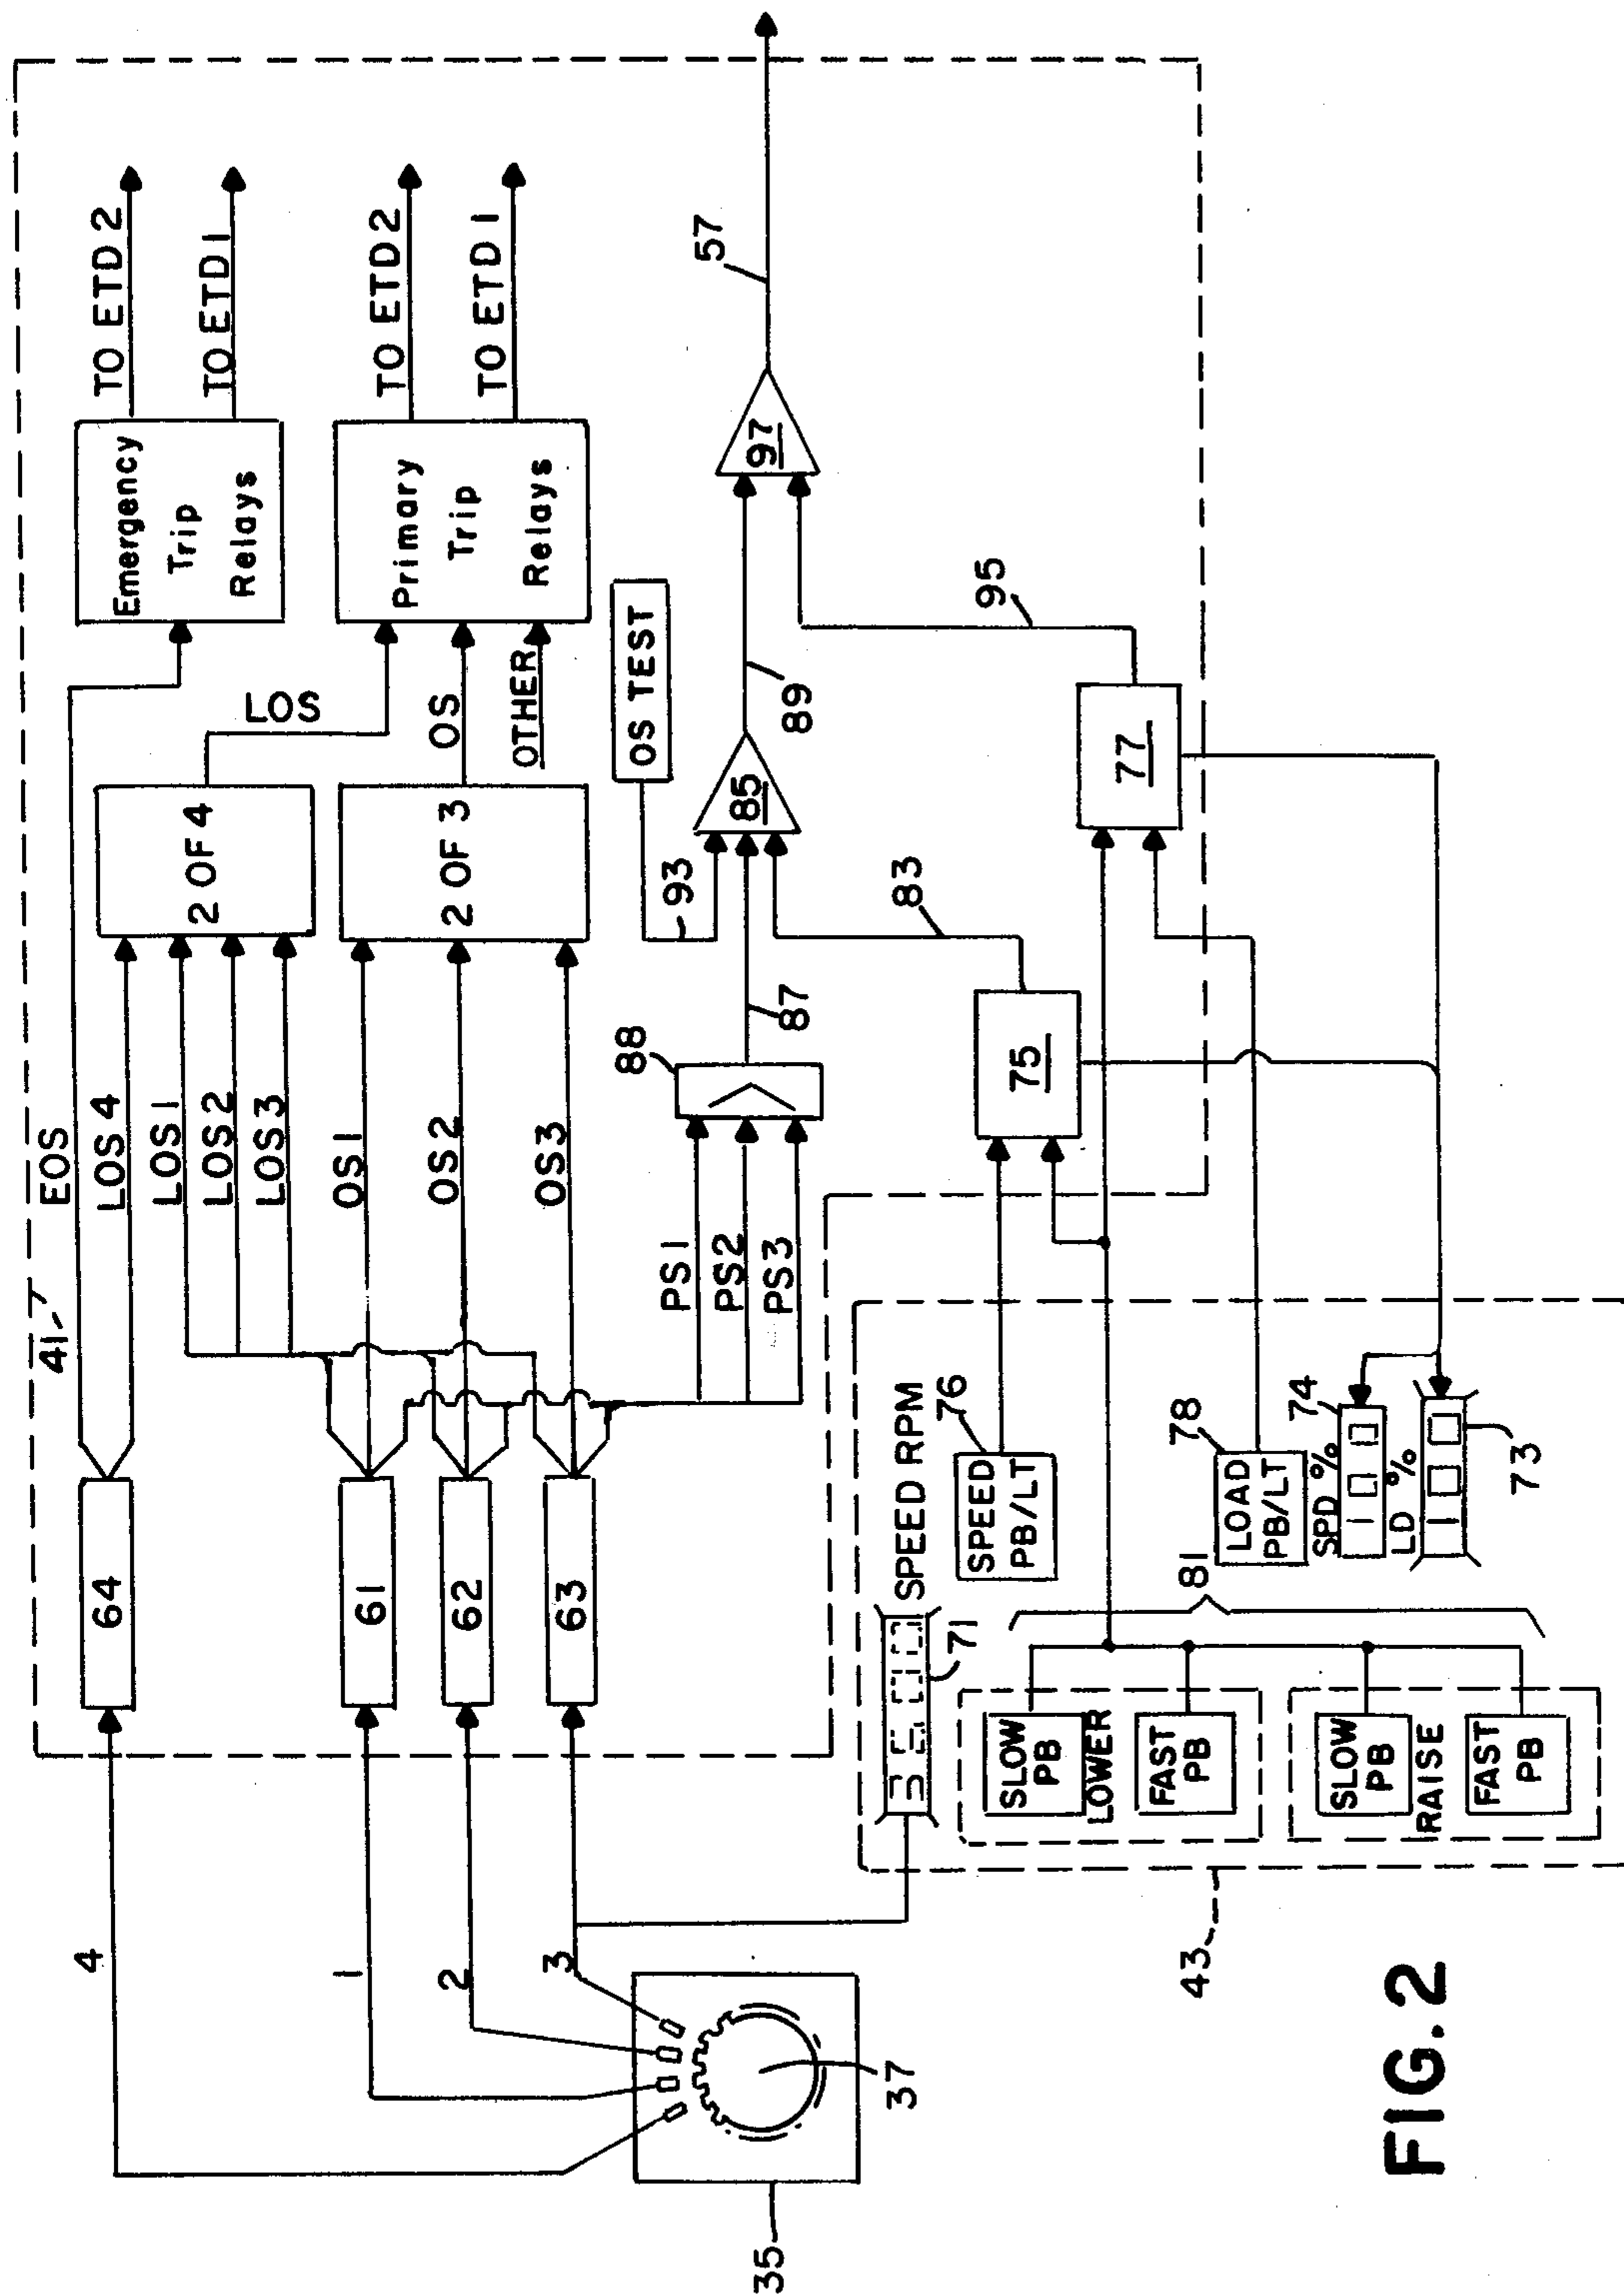 41
EOS
LOS 4
LOS 1
LOS 2
LOS 3
OS 1
OS 2
OS 3
64
61
62
63
4
1
2
3
2 OF 4
2 OF 3
LOS
OS
OTHER
Emergency
Trip
Relays
Primary
Trip
Relays
TO ETD 2
TO ETD 1
TO ETD 2
TO ETD 1
OS TEST
93
PS 1
PS 2
PS 3
88
87
85
89
97
57
83
95
75
77
35
37
SPEED RPM
71
76
SPEED
PB/LT
78
LOAD
PB/LT
SPD %
74
LD %
73
81
SLOW
PB
LOWER
FAST
PB
SLOW
PB
RAISE
FAST
PB
43
FIG. 2